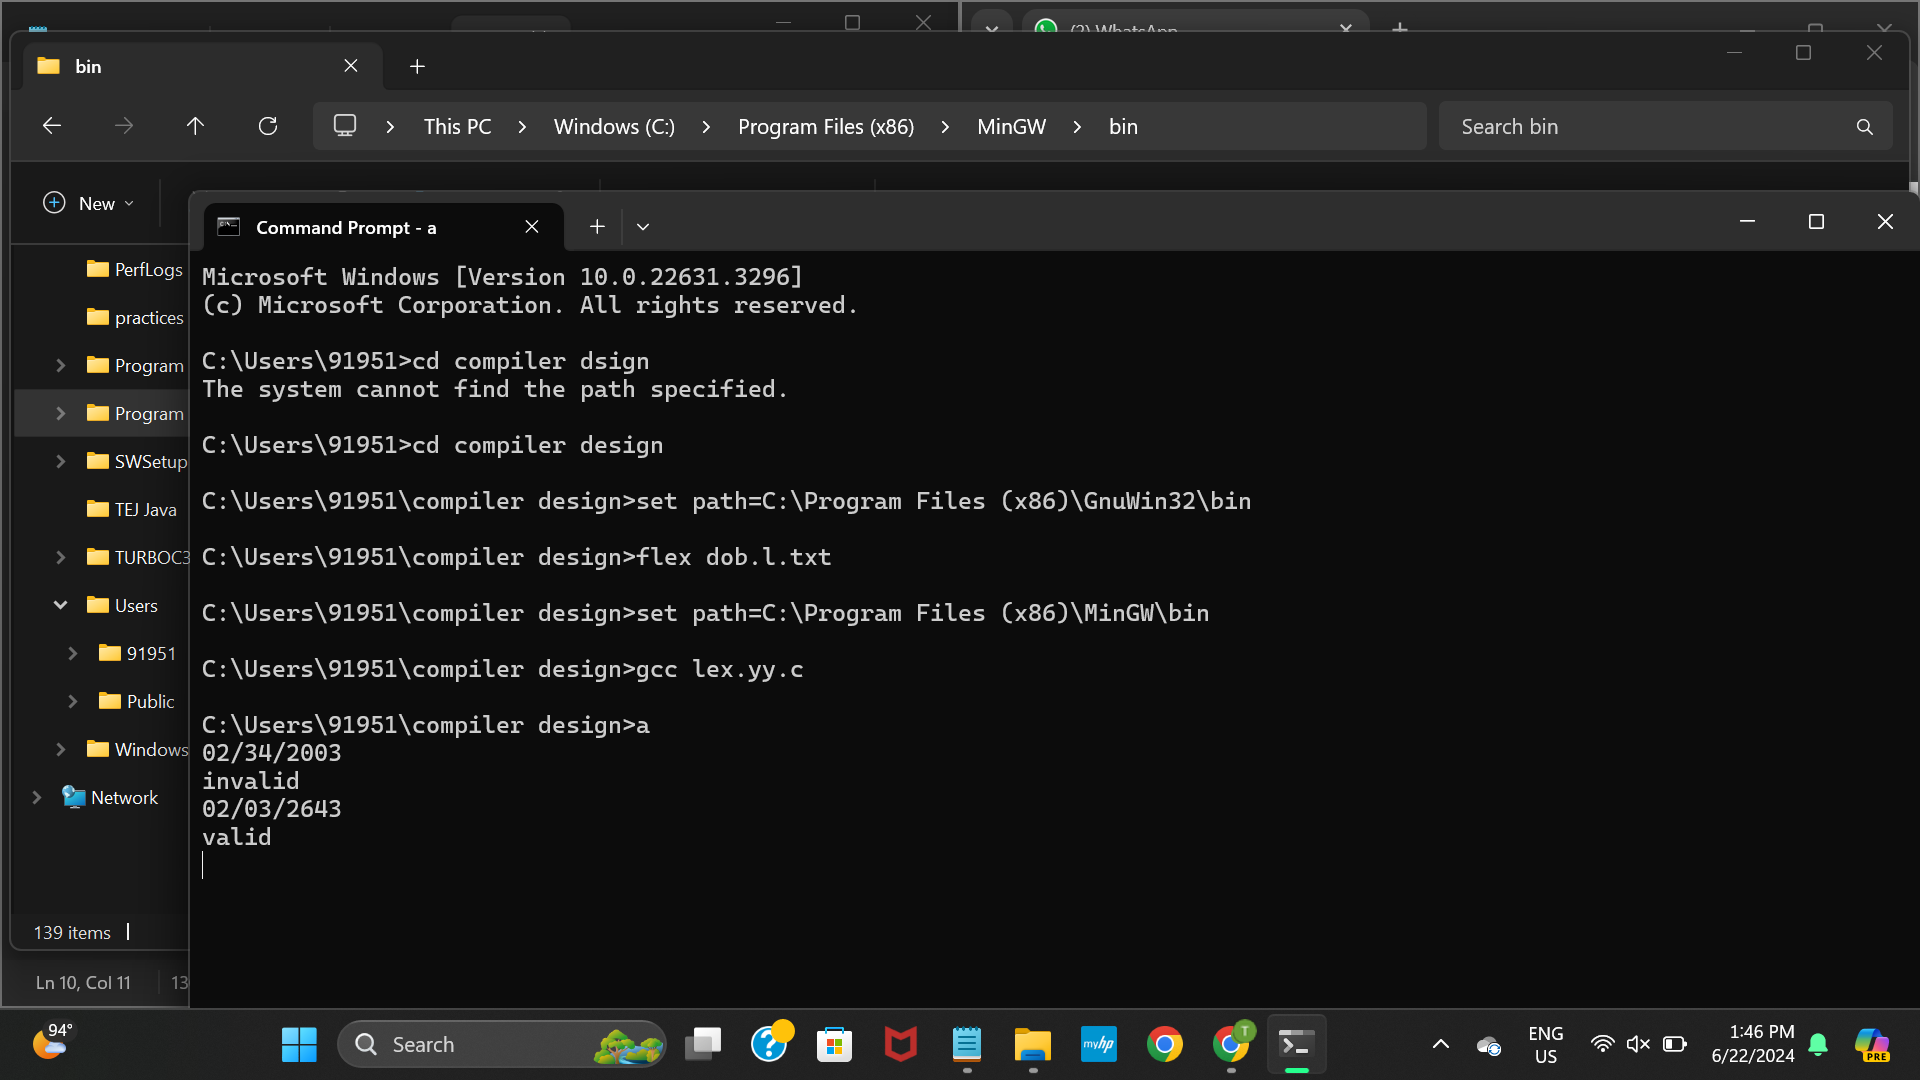 (2) WhatsApp
bin
This PC > Windows (C:) > Program Files (x86) > MinGW > bin
Search bin
New
Command Prompt - a
PerfLogs
practices
Program
Program
SWSetup
TEJ Java
TURBOC3
Users
91951
Public
Windows
Network
139 items
Ln 10, Col 11
13
Microsoft Windows [Version 10.0.22631.3296]
(c) Microsoft Corporation. All rights reserved.
C:\Users\91951>cd compiler dsign
The system cannot find the path specified.
C:\Users\91951>cd compiler design
C:\Users\91951\compiler design>set path=C:\Program Files (x86)\GnuWin32\bin
C:\Users\91951\compiler design>flex dob.l.txt
C:\Users\91951\compiler design>set path=C:\Program Files (x86)\MinGW\bin
C:\Users\91951\compiler design>gcc lex.yy.c
C:\Users\91951\compiler design>a
02/34/2003
invalid
02/03/2643
valid
94°
Search
myhp
T
ENG
US
1:46 PM
6/22/2024
PRE